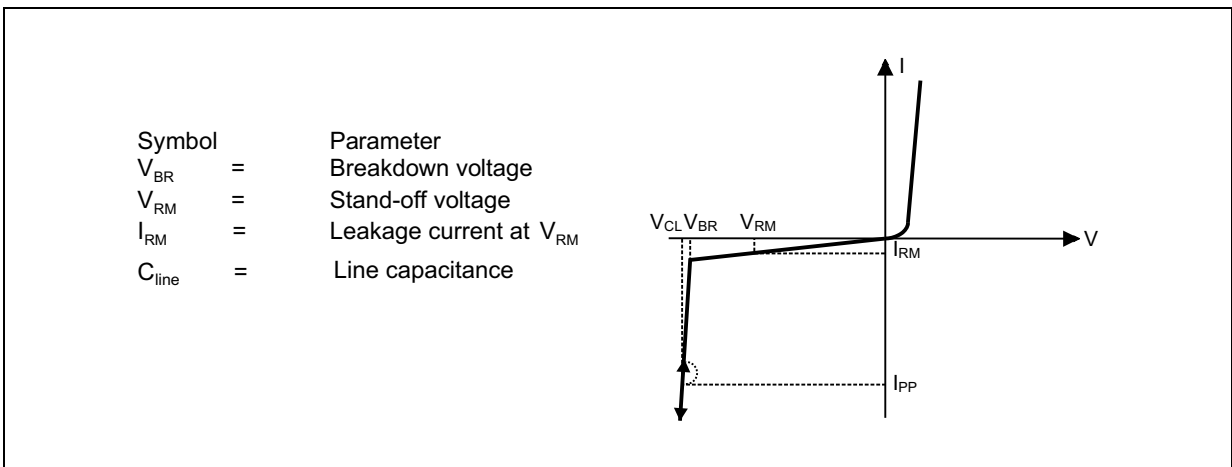 Symbol Parameter
VBR = Breakdown voltage
VRM = Stand-off voltage
IRM = Leakage current at VRM
Cline = Line capacitance
I
VCL VBR VRM
V
IRM
IPP